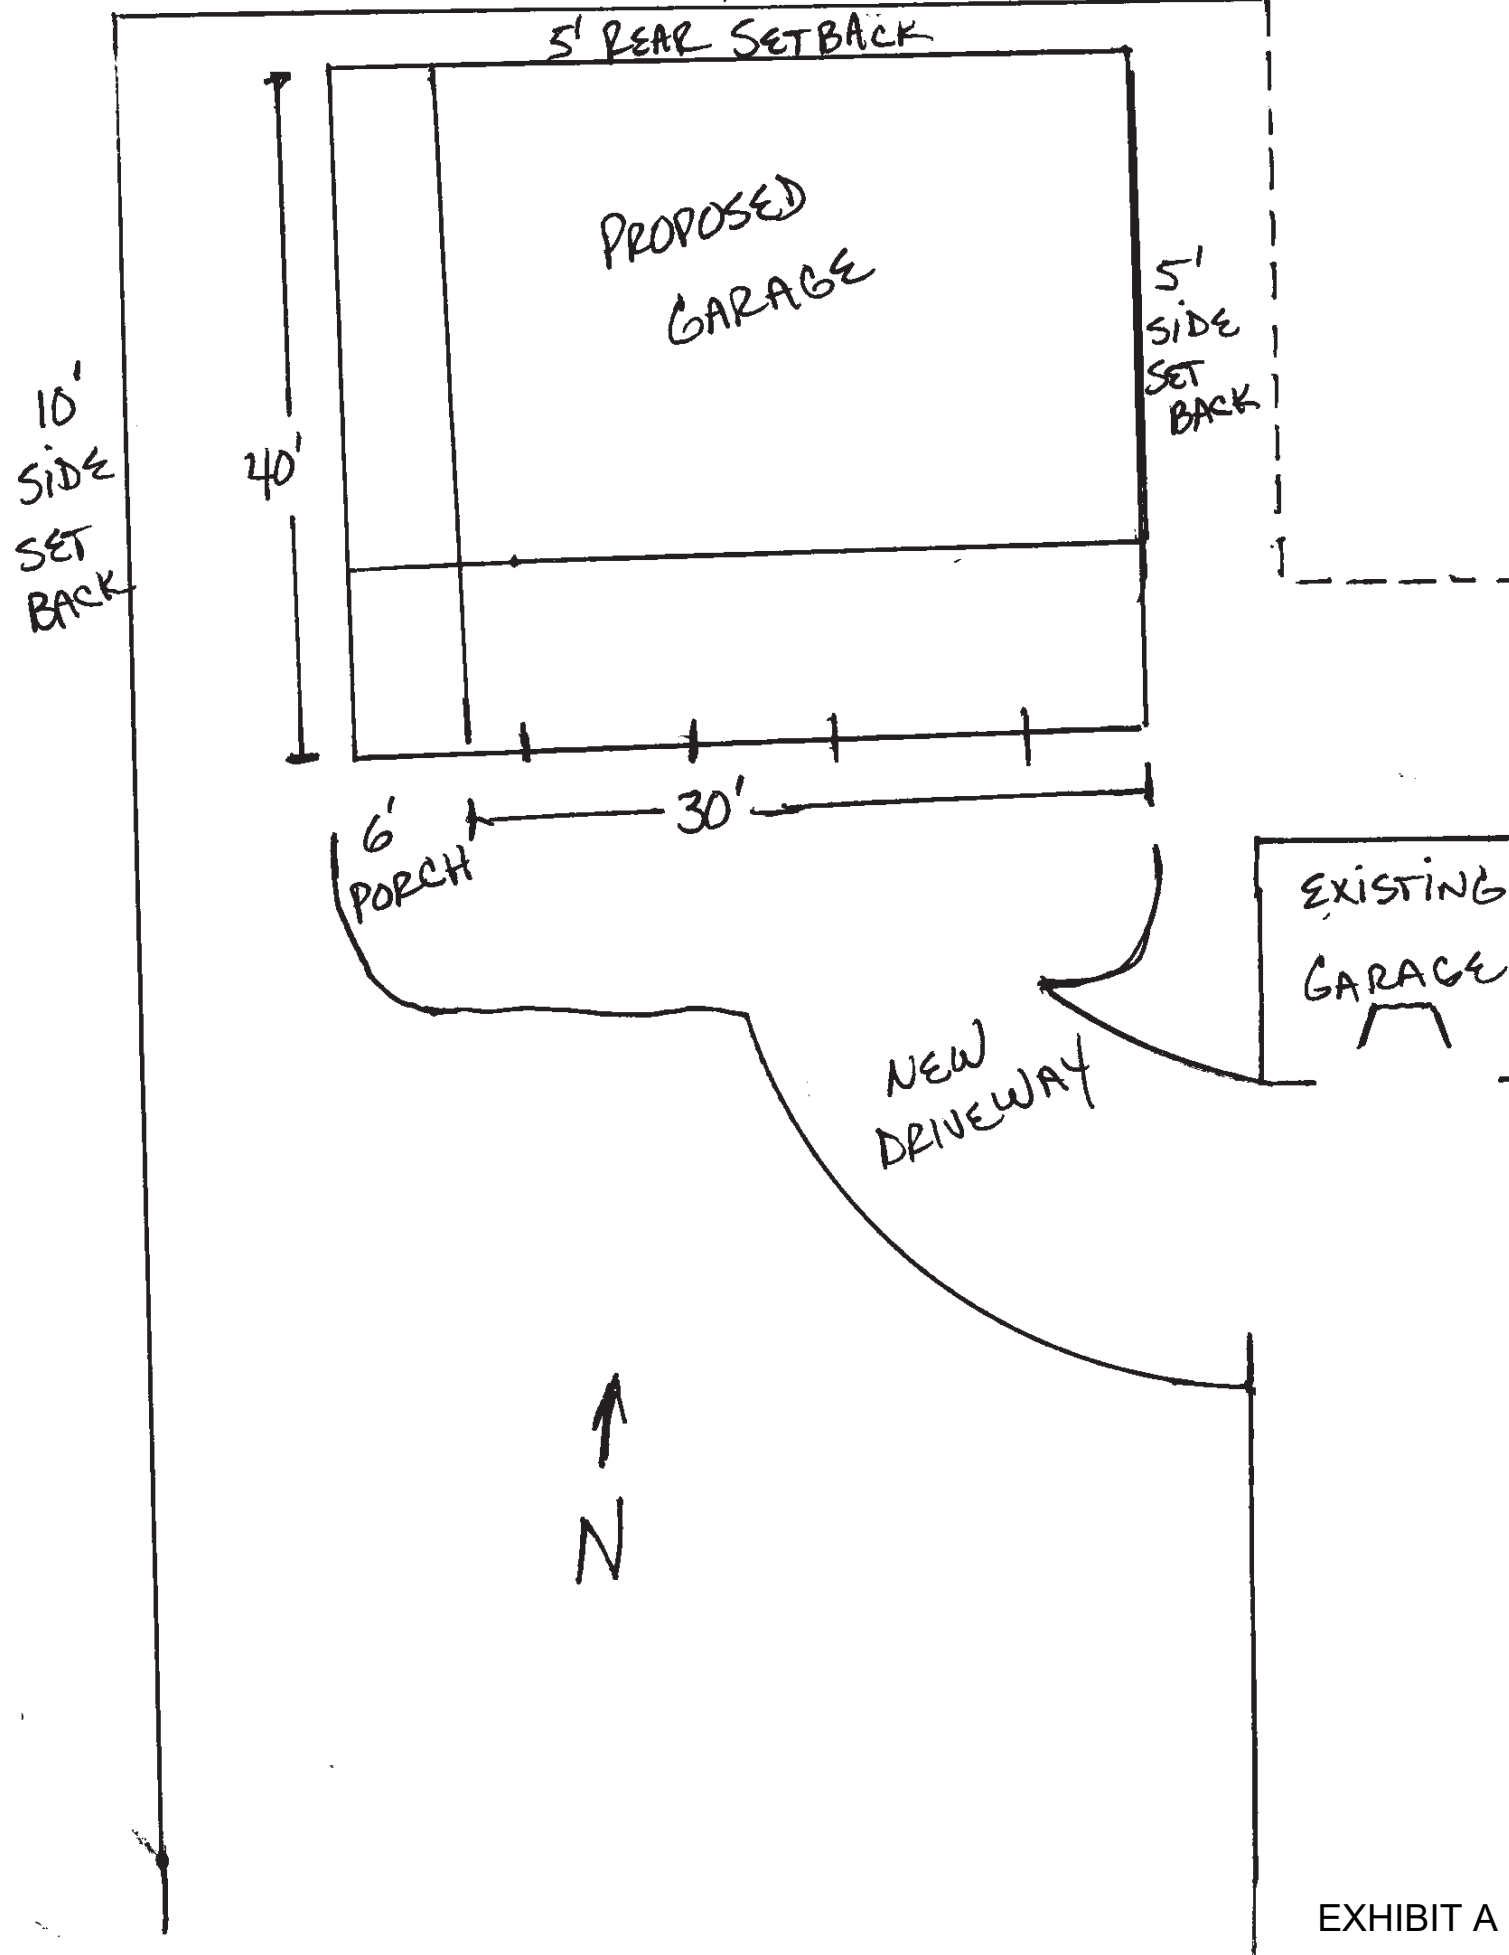 5' REAR SETBACK
PROPOSED
GARAGE
5'
SIDE
SET
BACK
10'
SIDE
SET
BACK
40'
30'
6'
PORCH
EXISTING
GARAGE
NEW
DRIVEWAY
N
EXHIBIT A